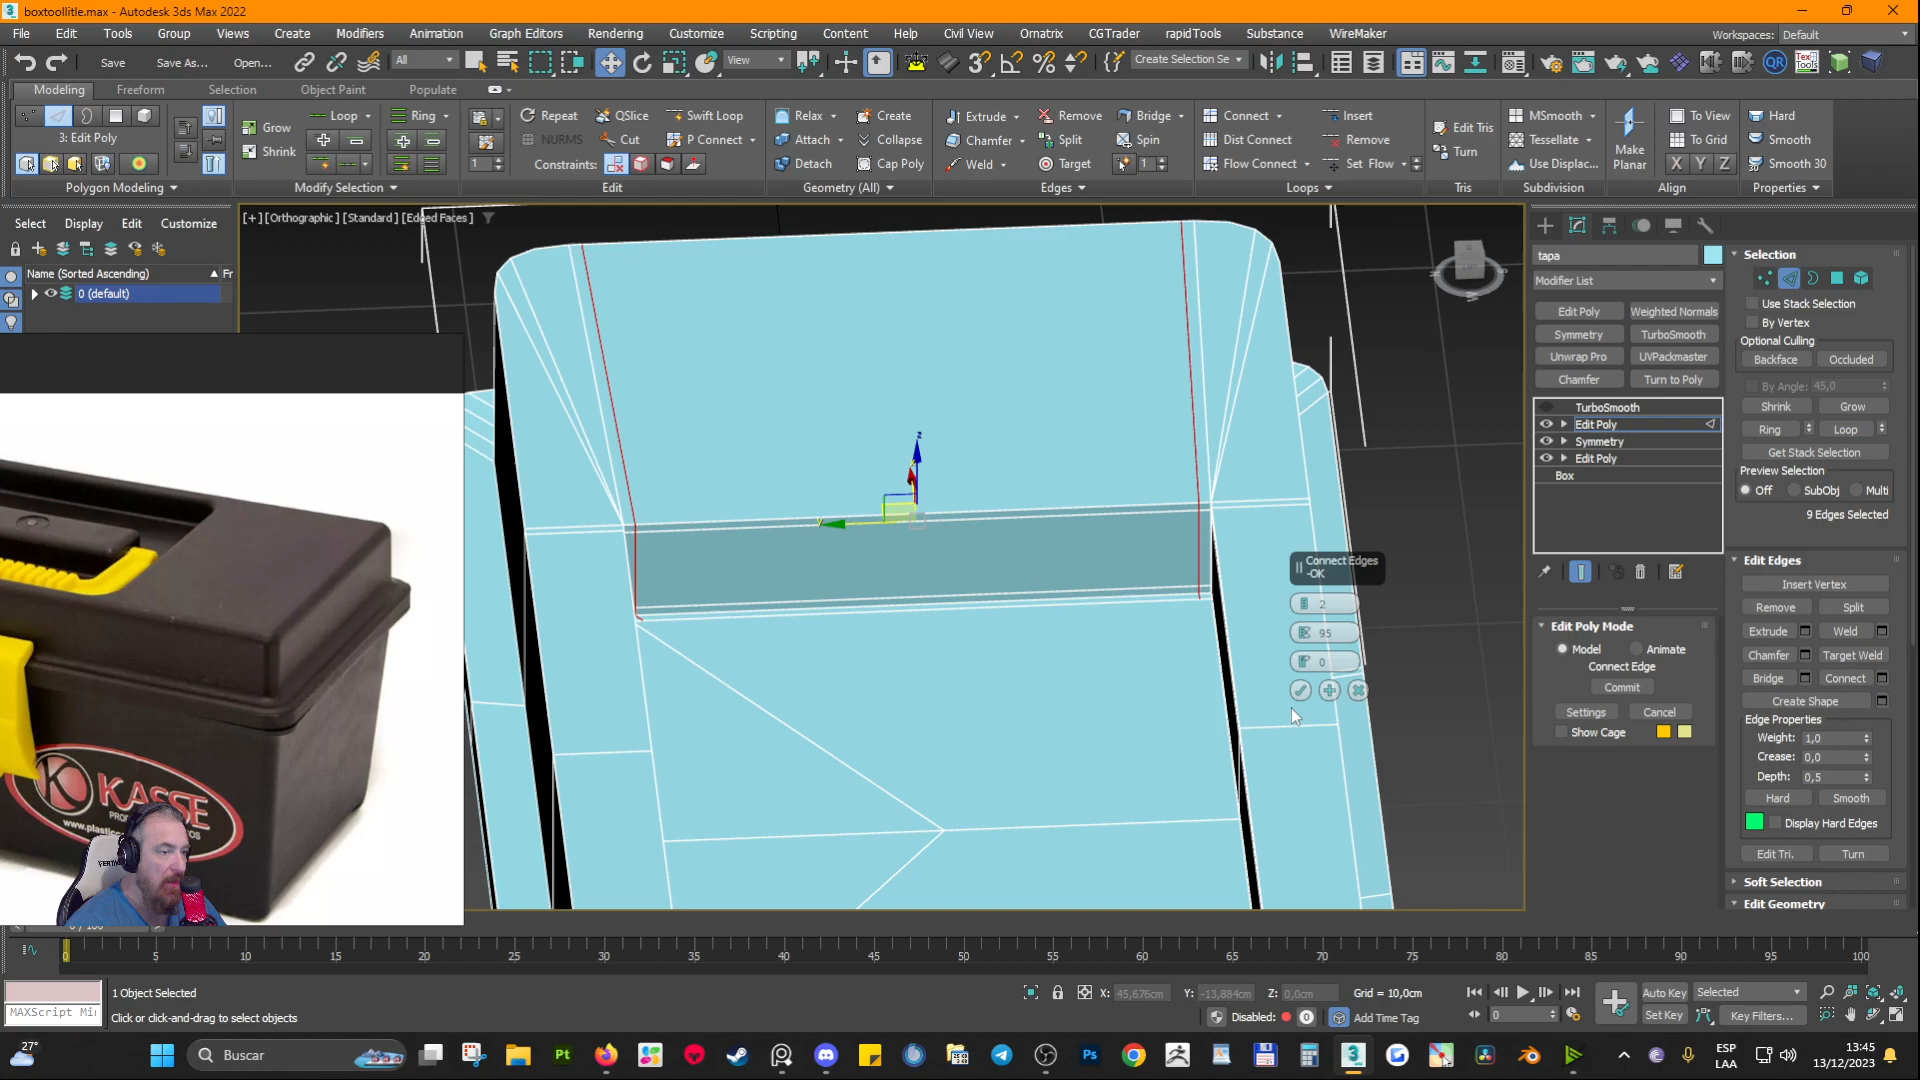 boxtoollitle.max - Autodesk 3ds Max 2022
File Edit Tools Group Views Create Modifiers Animation Graph Editors Rendering Customize Scripting Content Help Civil View Ornatrix CGTrader rapidTools Substance WireMaker
Workspaces: Default
Save Save As... Open... All View Create Selection Se
Modeling Freeform Selection Object Paint Populate
Loop Ring Repeat QSlice Swift Loop Relax Create Extrude Remove Bridge Connect Insert MSmooth To View Hard
3: Edit Poly Grow NURMS Cut P Connect Attach Collapse Chamfer Split Spin Dist Connect Remove Edit Tris Tessellate Make Planar To Grid Smooth
Shrink 1 Constraints: Detach Cap Poly Weld Target 1 Flow Connect Set Flow Turn Use Displac... X Y Z Smooth 30
Polygon Modeling Modify Selection Edit Geometry (All) Edges Loops Tris Subdivision Align Properties
Select Display Edit Customize
Name (Sorted Ascending) Fr
0 (default)
[+] [Orthographic] [Standard] [Edged Faces]
Connect Edges
-OK
2
95
0
KASSE
tapa
Modifier List
Edit Poly Weighted Normals
Symmetry TurboSmooth
Unwrap Pro UVPackmaster
Chamfer Turn to Poly
TurboSmooth
Edit Poly
Symmetry
Edit Poly
Box
Edit Poly Mode
Model Animate
Connect Edge
Commit
Settings Cancel
Show Cage
Selection
Use Stack Selection
By Vertex
Optional Culling
Backface Occluded
By Angle: 45,0
Shrink Grow
Ring Loop
Get Stack Selection
Preview Selection
Off SubObj Multi
9 Edges Selected
Edit Edges
Insert Vertex
Remove Split
Extrude Weld
Chamfer Target Weld
Bridge Connect
Create Shape
Edge Properties
Weight: 1,0
Crease: 0,0
Depth: 0,5
Hard Smooth
Display Hard Edges
Edit Tri. Turn
Soft Selection
Edit Geometry
0 5 10 15 20 25 30 35 40 45 50 55 60 65 70 75 80 85 90 95 100
1 Object Selected
MAXScript Mi
Click or click-and-drag to select objects
X: 45,676cm Y: -13,884cm Z: 0,0cm Grid = 10,0cm
Disabled: 0 Add Time Tag
0
Auto Key Selected
Set Key Key Filters...
27°
Buscar
ESP
LAA
13:45
13/12/2023